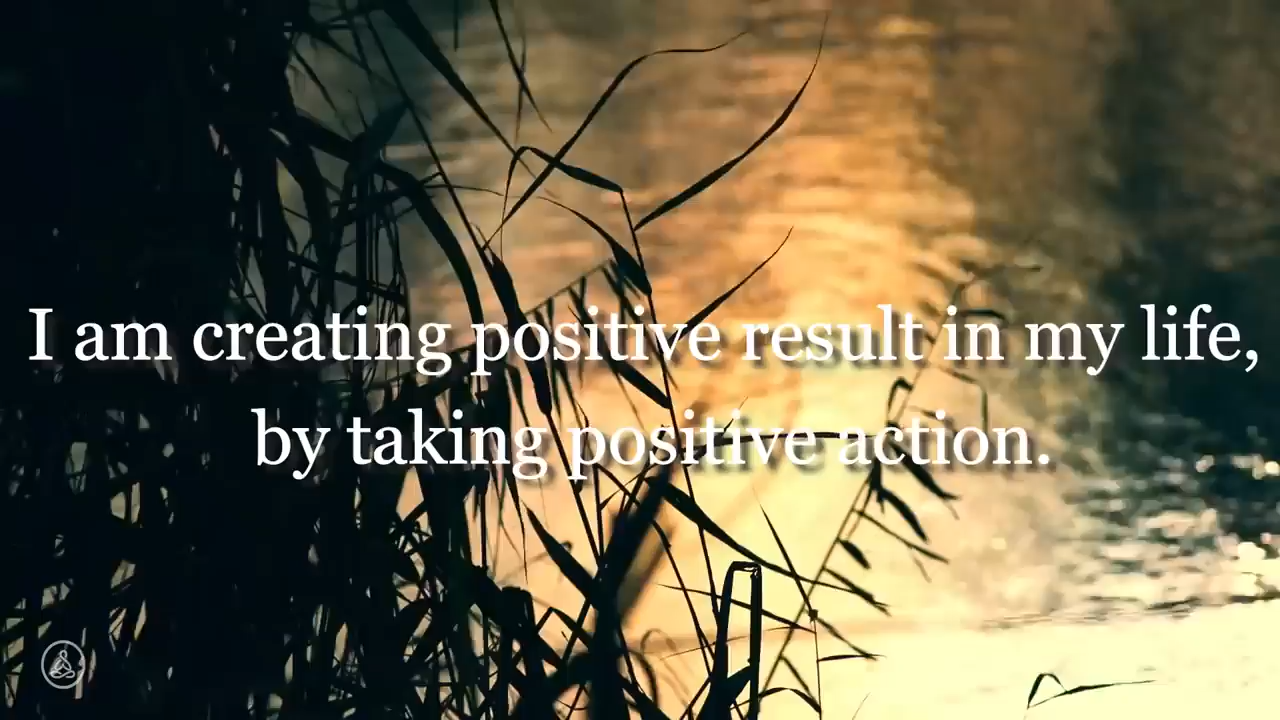 I am creating positive result in my life,
by taking positive action.